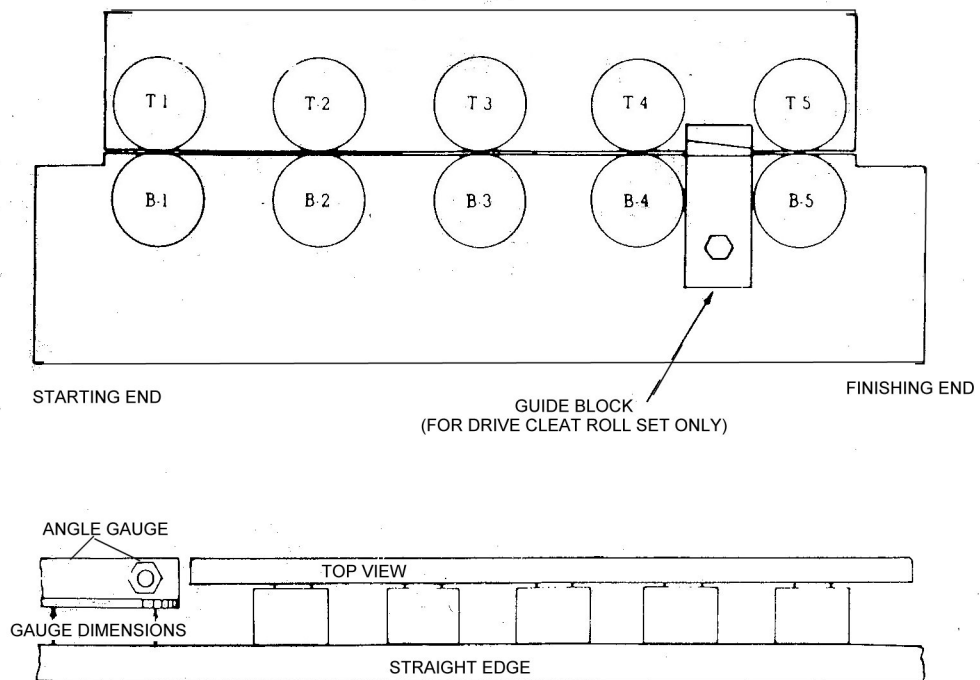 T 1
T-2
T 3
T 4
T 5
B-1
B-2
B-3
B-4
B-5
STARTING END
FINISHING END
GUIDE BLOCK
(FOR DRIVE CLEAT ROLL SET ONLY)
ANGLE GAUGE
TOP VIEW
GAUGE DIMENSIONS
STRAIGHT EDGE